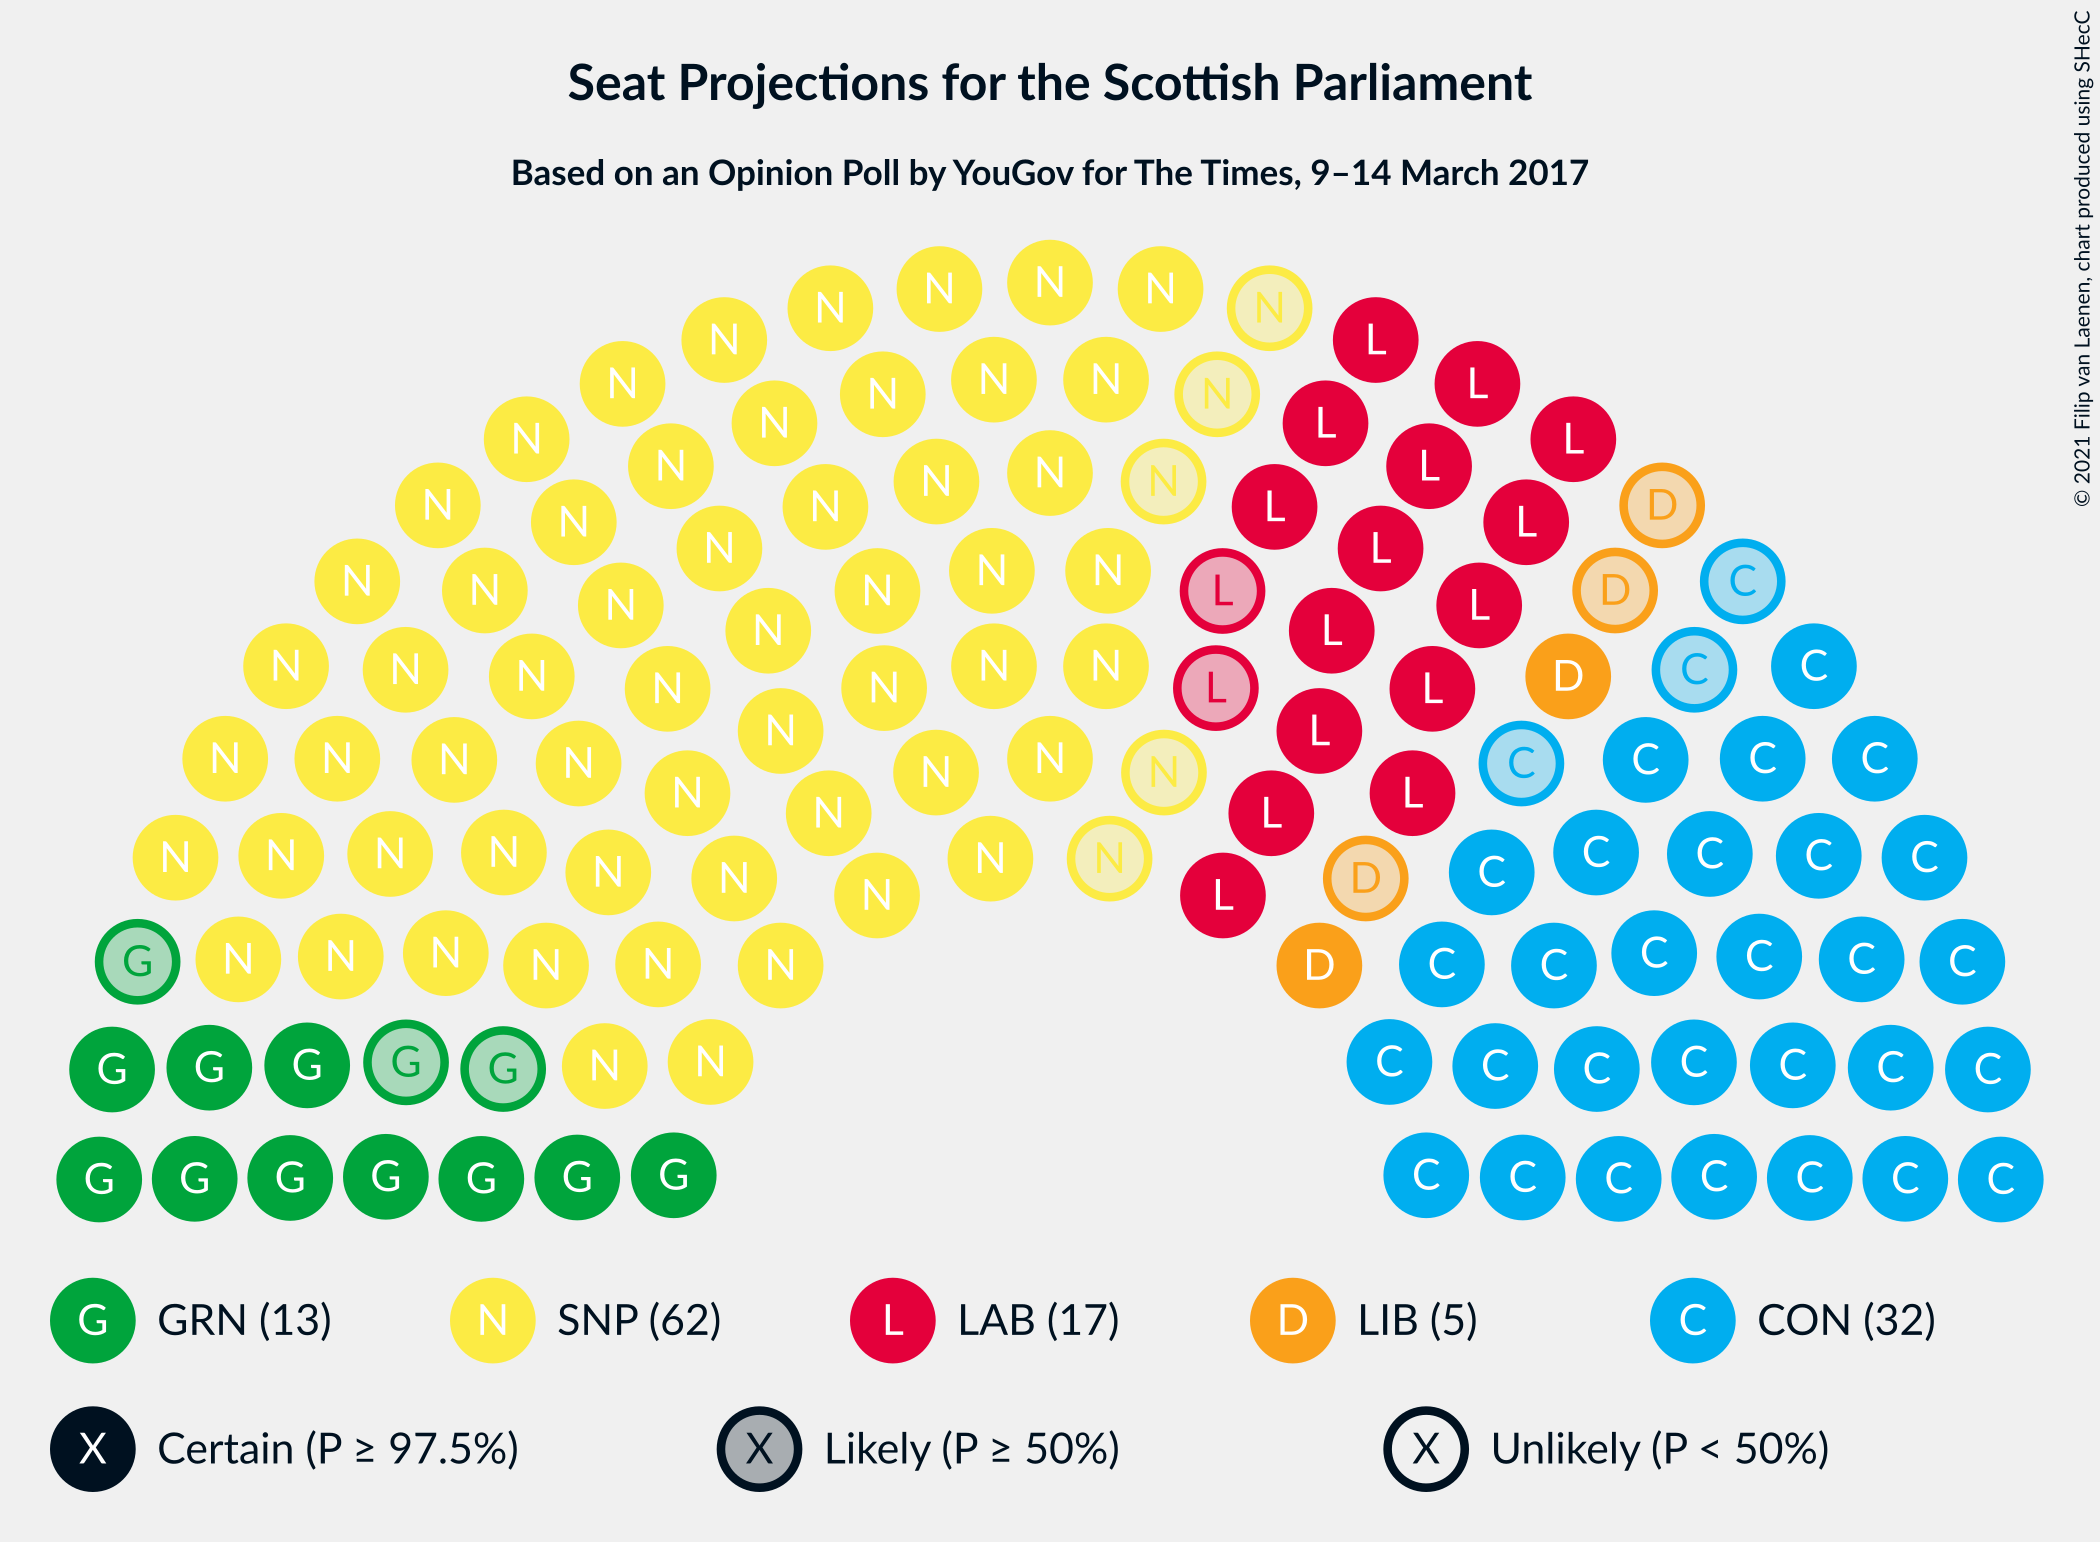 Seat Projections for the Scottish Parliament
Based on an Opinion Poll by YouGov for The Times, 9–14 March 2017
© 2021 Filip van Laenen, chart produced using SHecC
N N N N N
N N L
N N N N N L
N N N L
N N N L L
N N N L D
N N N L L
N N N L D C
N N N L L
N N N L D C
N N N N N L C
N N N L L
N N N N N L C C C C
N N N L
N N N N N N L C C C C C
N N N L D
G N N N N N N D C C C C C C
G G G G G N N C C C C C C C
G G G G G G G C C C C C C C
G GRN (13) N SNP (62) L LAB (17) D LIB (5) C CON (32)
X Certain (P ≥ 97.5%) X Likely (P ≥ 50%) X Unlikely (P < 50%)